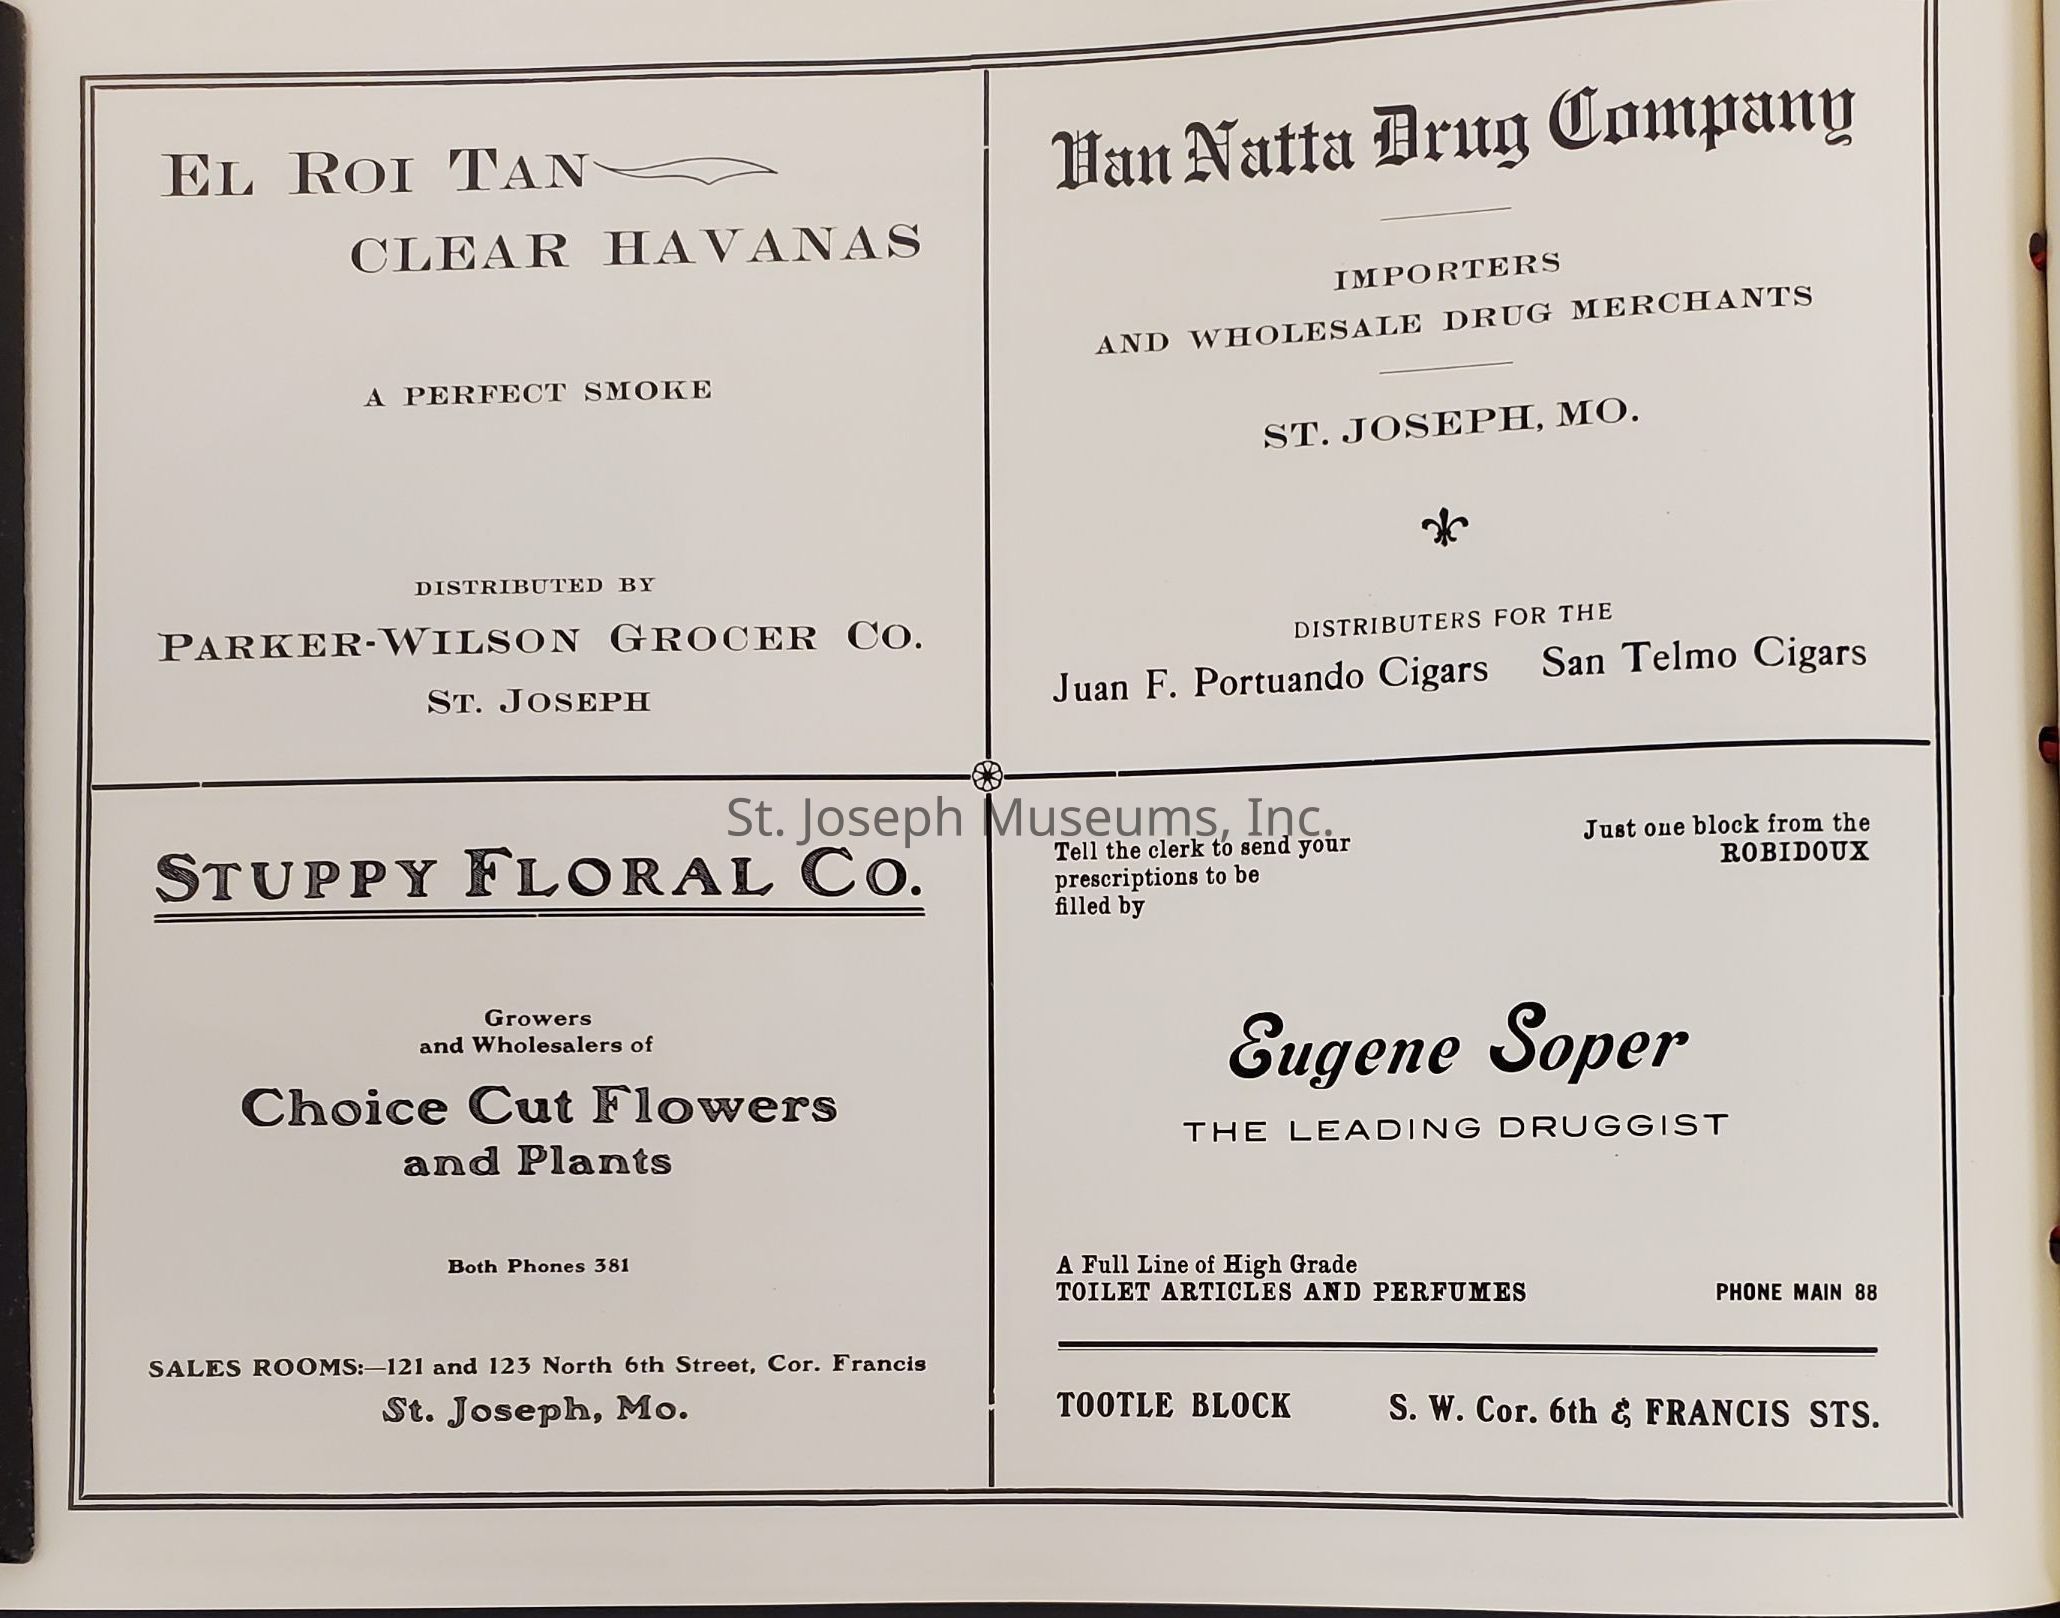 EL ROI TAN
CLEAR HAVANAS
A PERFECT SMOKE
DISTRIBUTED BY
PARKER-WILSON GROCER CO.
ST. JOSEPH
Van Natta Drug Company
IMPORTERS
AND WHOLESALE DRUG MERCHANTS
ST. JOSEPH, MO.
DISTRIBUTERS FOR THE
Juan F. Portuando Cigars San Telmo Cigars
St. Joseph Museums, Inc.
STUPPY FLORAL CO.
Growers
and Wholesalers of
Choice Cut Flowers
and Plants
Both Phones 381
SALES ROOMS:—121 and 123 North 6th Street, Cor. Francis
St. Joseph, Mo.
Tell the clerk to send your
prescriptions to be
filled by
Just one block from the
ROBIDOUX
Eugene Soper
THE LEADING DRUGGIST
A Full Line of High Grade
TOILET ARTICLES AND PERFUMES PHONE MAIN 88
TOOTLE BLOCK S. W. Cor. 6th & FRANCIS STS.